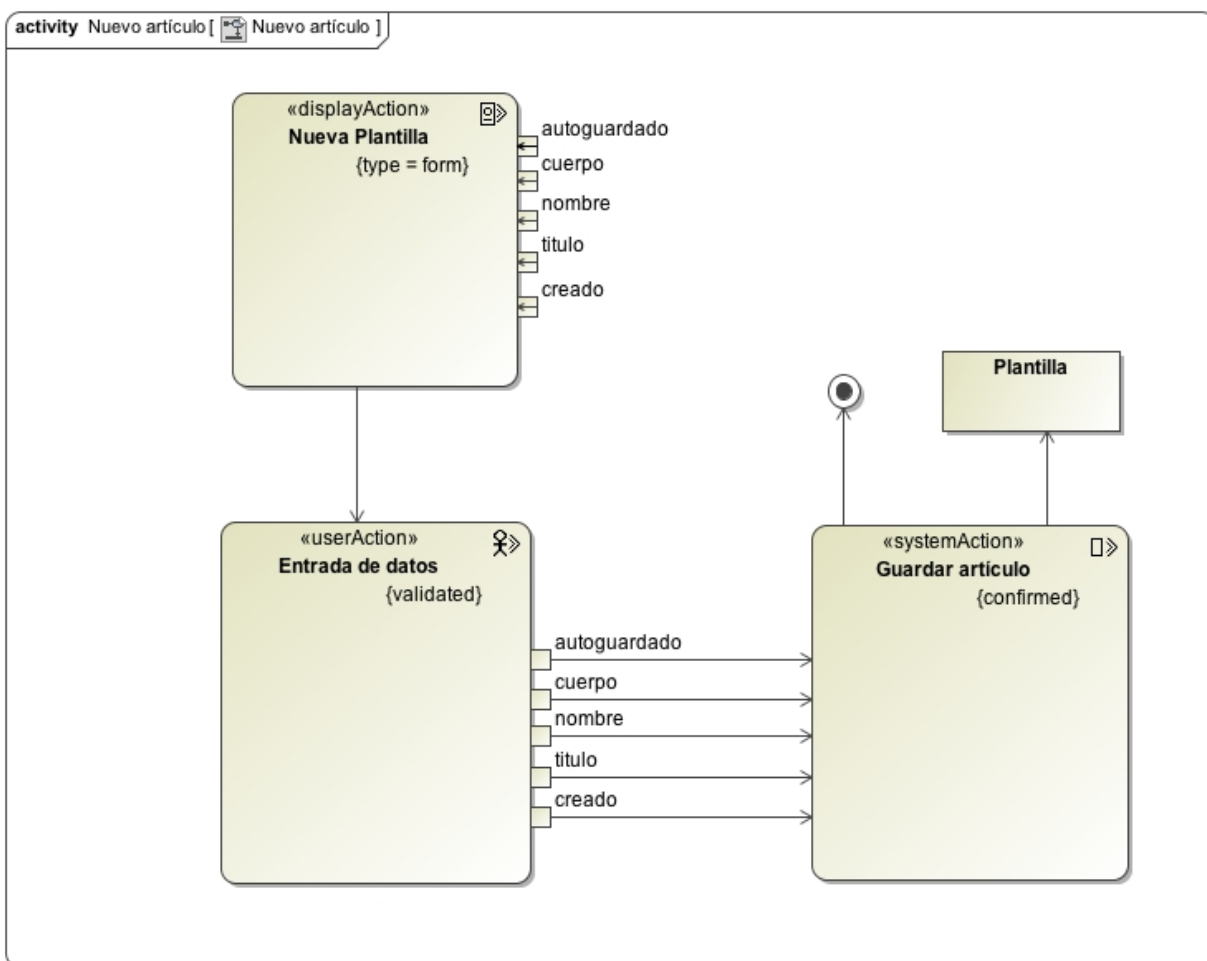 activity Nuevo artículo[ Nuevo artículo ]
«displayAction»
Nueva Plantilla
{type = form}
autoguardado
cuerpo
nombre
titulo
creado
Plantilla
«userAction»
Entrada de datos
{validated}
autoguardado
cuerpo
nombre
titulo
creado
«systemAction»
Guardar artículo
{confirmed}